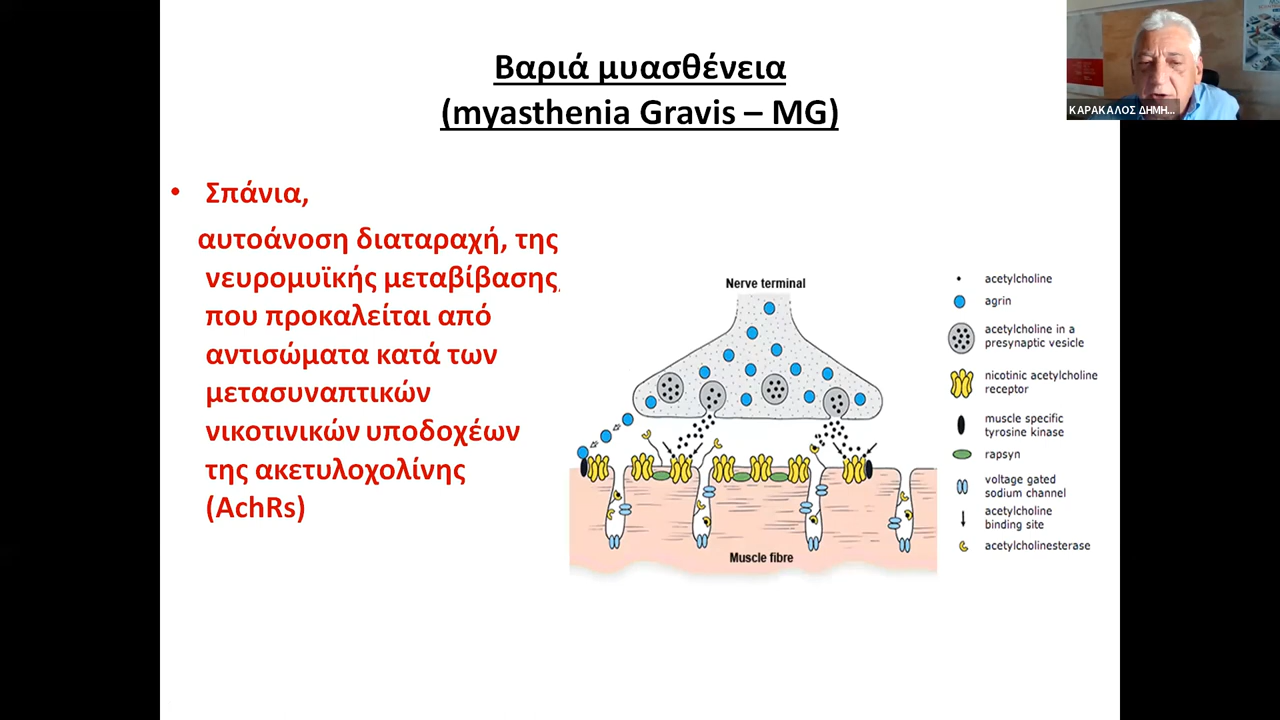 Βαριά μυασθένεια
(myasthenia Gravis – MG)
ΚΑΡΑΚΑΛΟΣ ΔΗΜΗ...
• Σπάνια,
αυτοάνοση διαταραχή, της
νευρομυϊκής μεταβίβασης,
που προκαλείται από
αντισώματα κατά των
μετασυναπτικών
νικοτινικών υποδοχέων
της ακετυλοχολίνης
(AchRs)
Nerve terminal
Muscle fibre
acetylcholine
agrin
acetylcholine in a
presynaptic vesicle
nicotinic acetylcholine
receptor
muscle specific
tyrosine kinase
rapsyn
voltage gated
sodium channel
acetylcholine
binding site
acetylcholinesterase